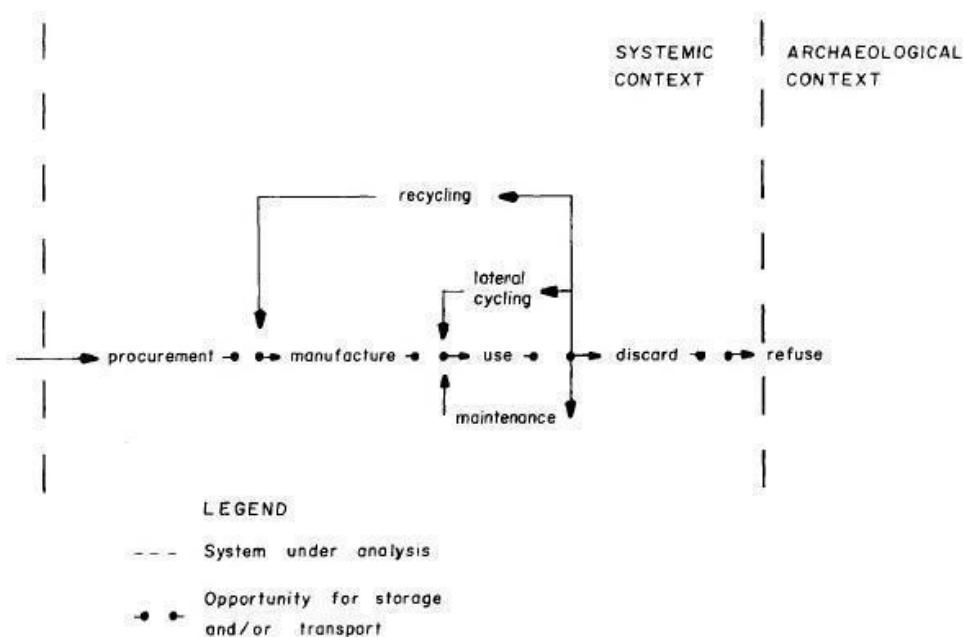 SYSTEMIC
CONTEXT
ARCHAEOLOGICAL
CONTEXT
recycling
lateral
cycling
procurement
manufacture
use
discard
refuse
maintenance
LEGEND
System under analysis
Opportunity for storage
and/or transport